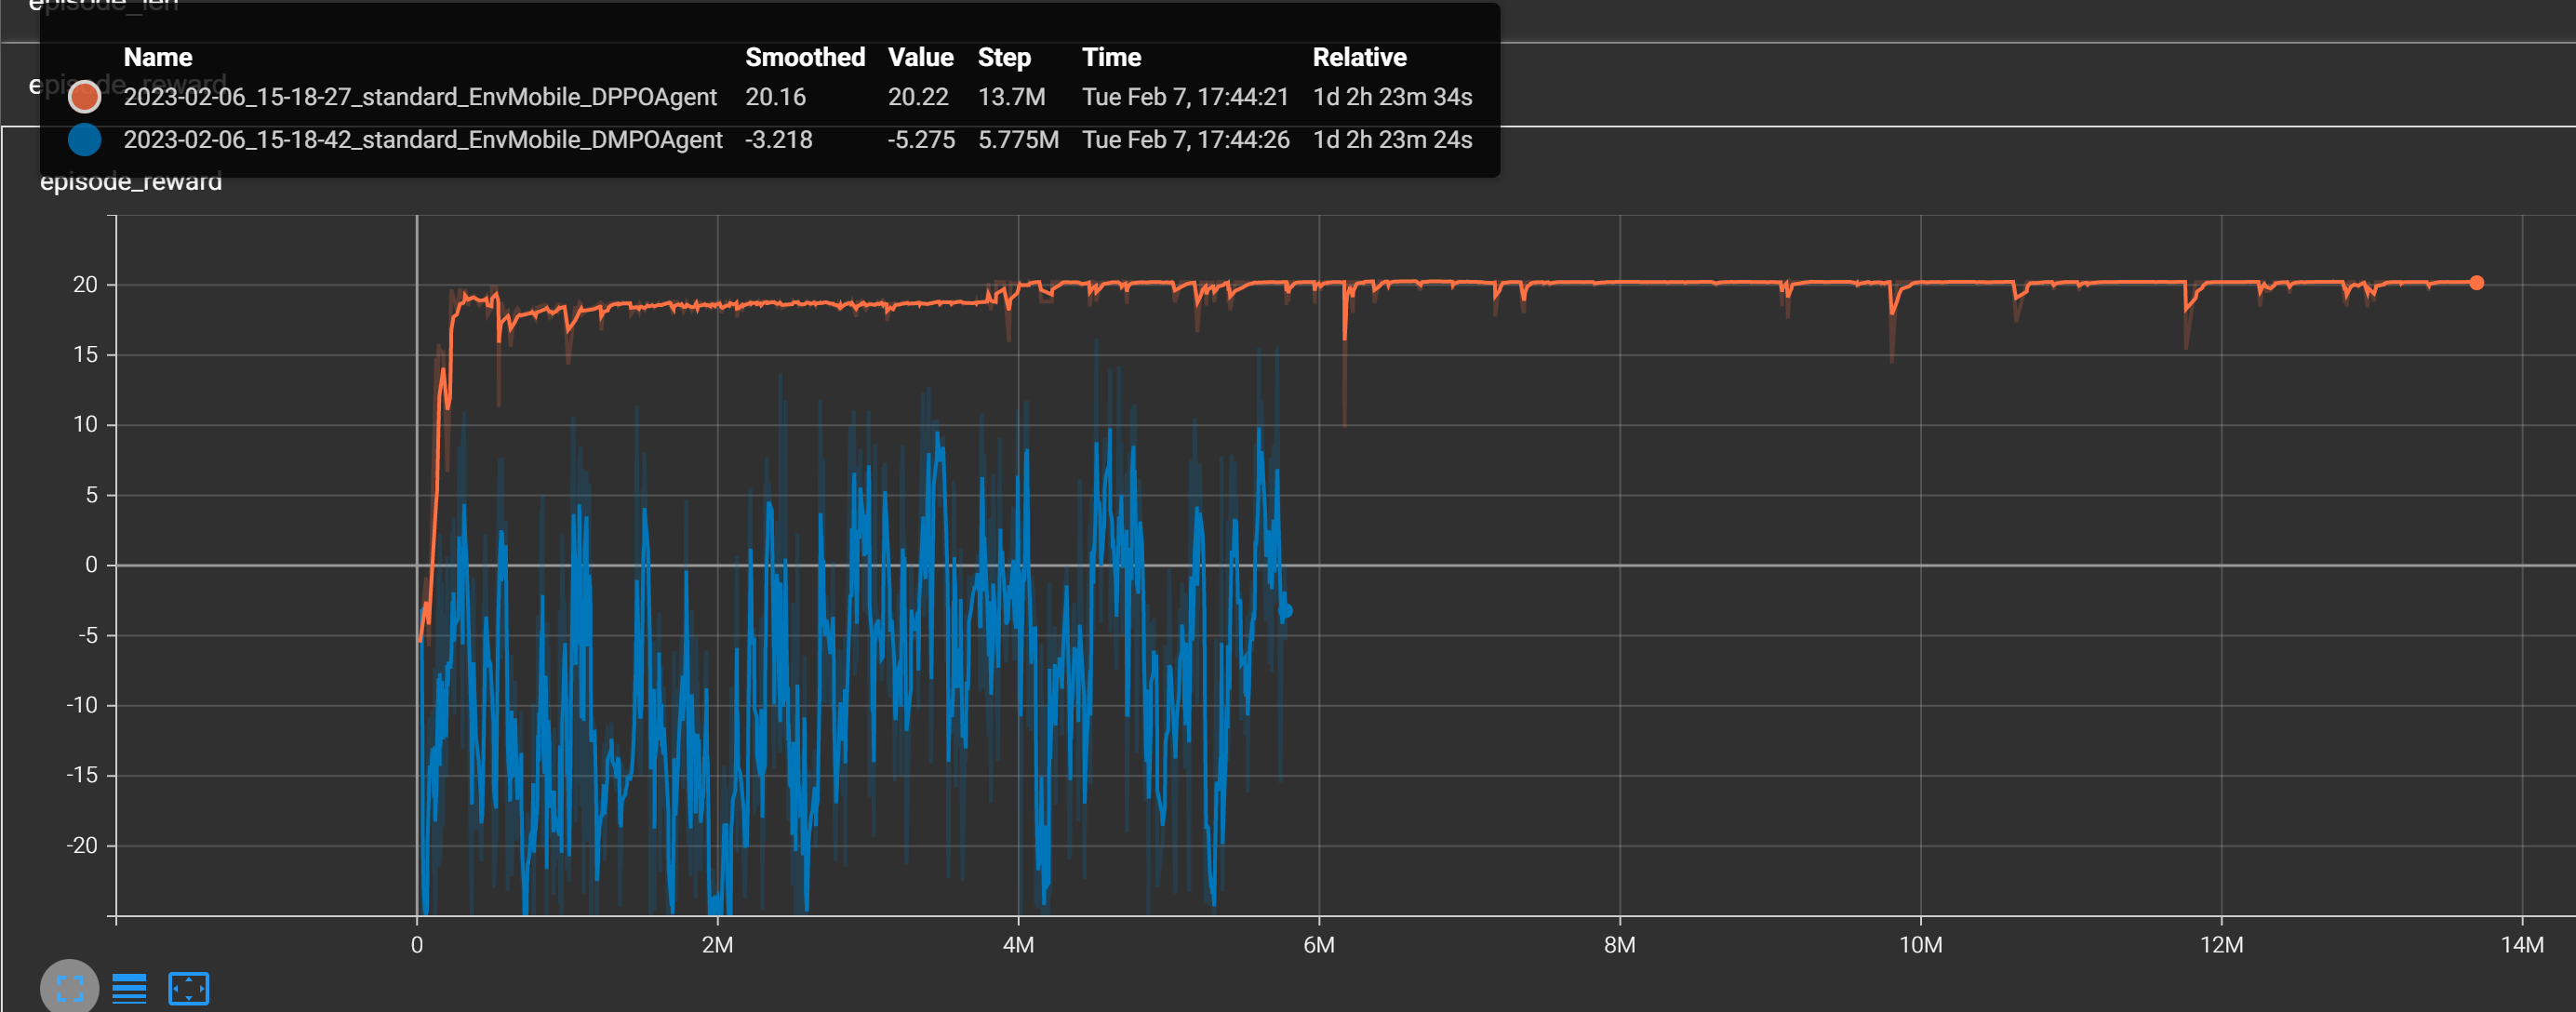 episode_len
episode_reward
Name Smoothed Value Step Time Relative
2023-02-06_15-18-27_standard_EnvMobile_DPPOAgent 20.16 20.22 13.7M Tue Feb 7, 17:44:21 1d 2h 23m 34s
2023-02-06_15-18-42_standard_EnvMobile_DMPOAgent -3.218 -5.275 5.775M Tue Feb 7, 17:44:26 1d 2h 23m 24s
episode_reward
20
15
10
5
0
-5
-10
-15
-20
0 2M 4M 6M 8M 10M 12M 14M